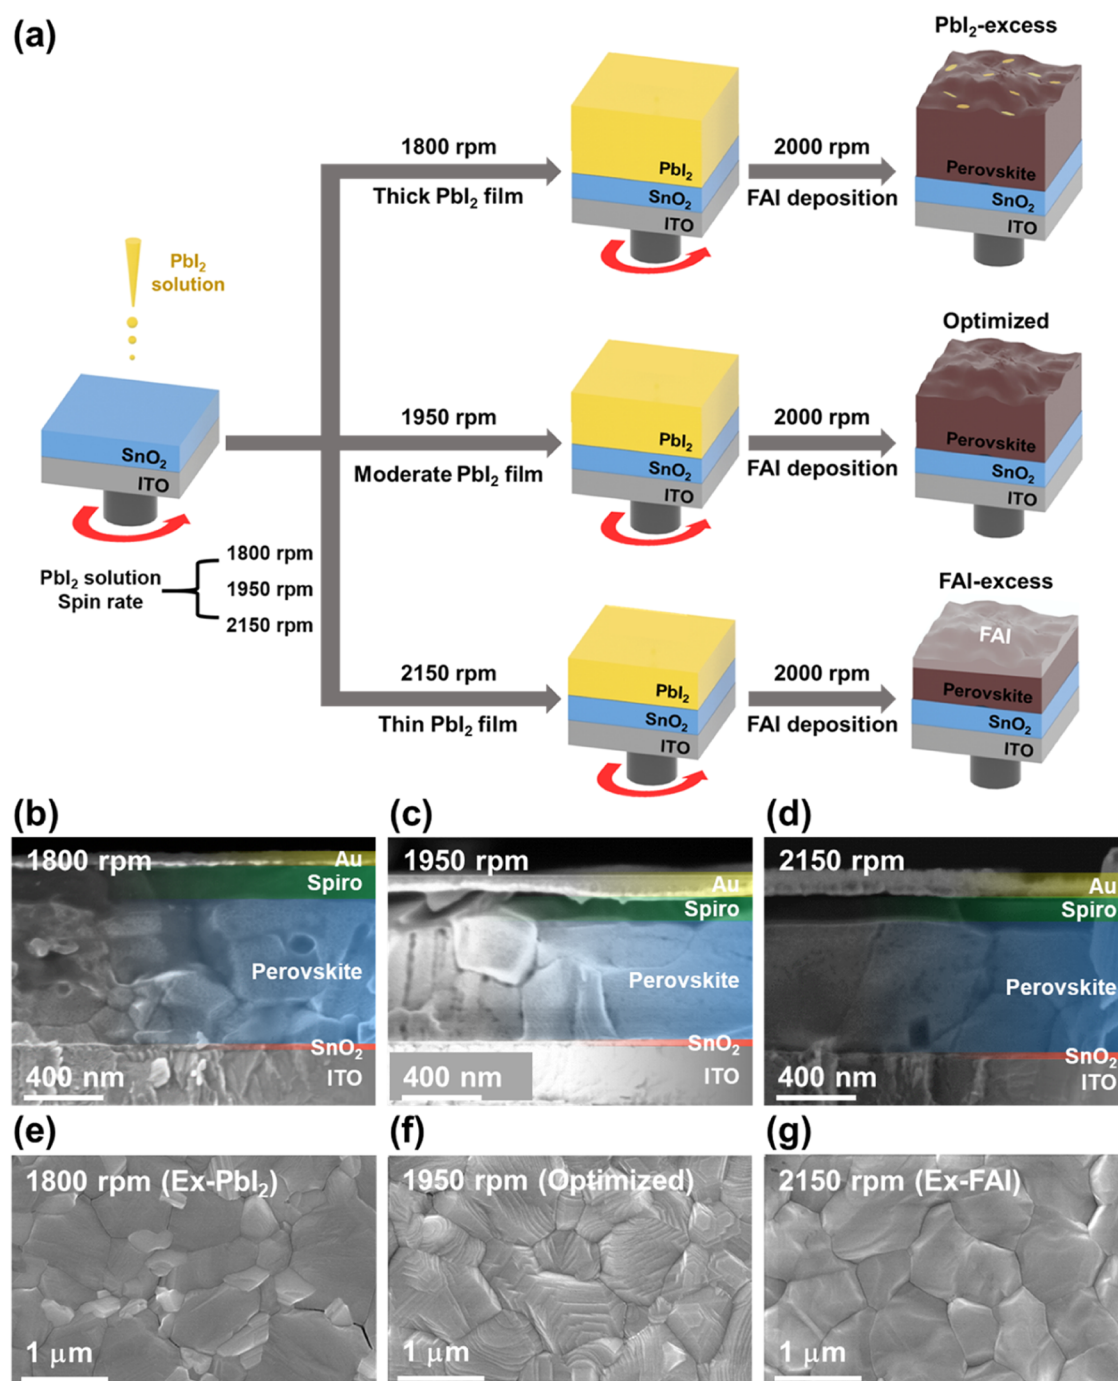 (a)
PbI₂-excess
1800 rpm
Thick PbI₂ film
PbI₂
SnO₂
ITO
2000 rpm
FAI deposition
Perovskite
SnO₂
ITO
PbI₂
solution
SnO₂
ITO
PbI₂ solution
Spin rate
1800 rpm
1950 rpm
2150 rpm
Optimized
1950 rpm
Moderate PbI₂ film
PbI₂
SnO₂
ITO
2000 rpm
FAI deposition
Perovskite
SnO₂
ITO
FAI-excess
2150 rpm
Thin PbI₂ film
PbI₂
SnO₂
ITO
2000 rpm
FAI deposition
FAI
Perovskite
SnO₂
ITO
(b)
1800 rpm
Au
Spiro
Perovskite
SnO₂
ITO
400 nm
(c)
1950 rpm
Au
Spiro
Perovskite
SnO₂
ITO
400 nm
(d)
2150 rpm
Au
Spiro
Perovskite
SnO₂
ITO
400 nm
(e)
1800 rpm (Ex-PbI₂)
1 μm
(f)
1950 rpm (Optimized)
1 μm
(g)
2150 rpm (Ex-FAI)
1 μm